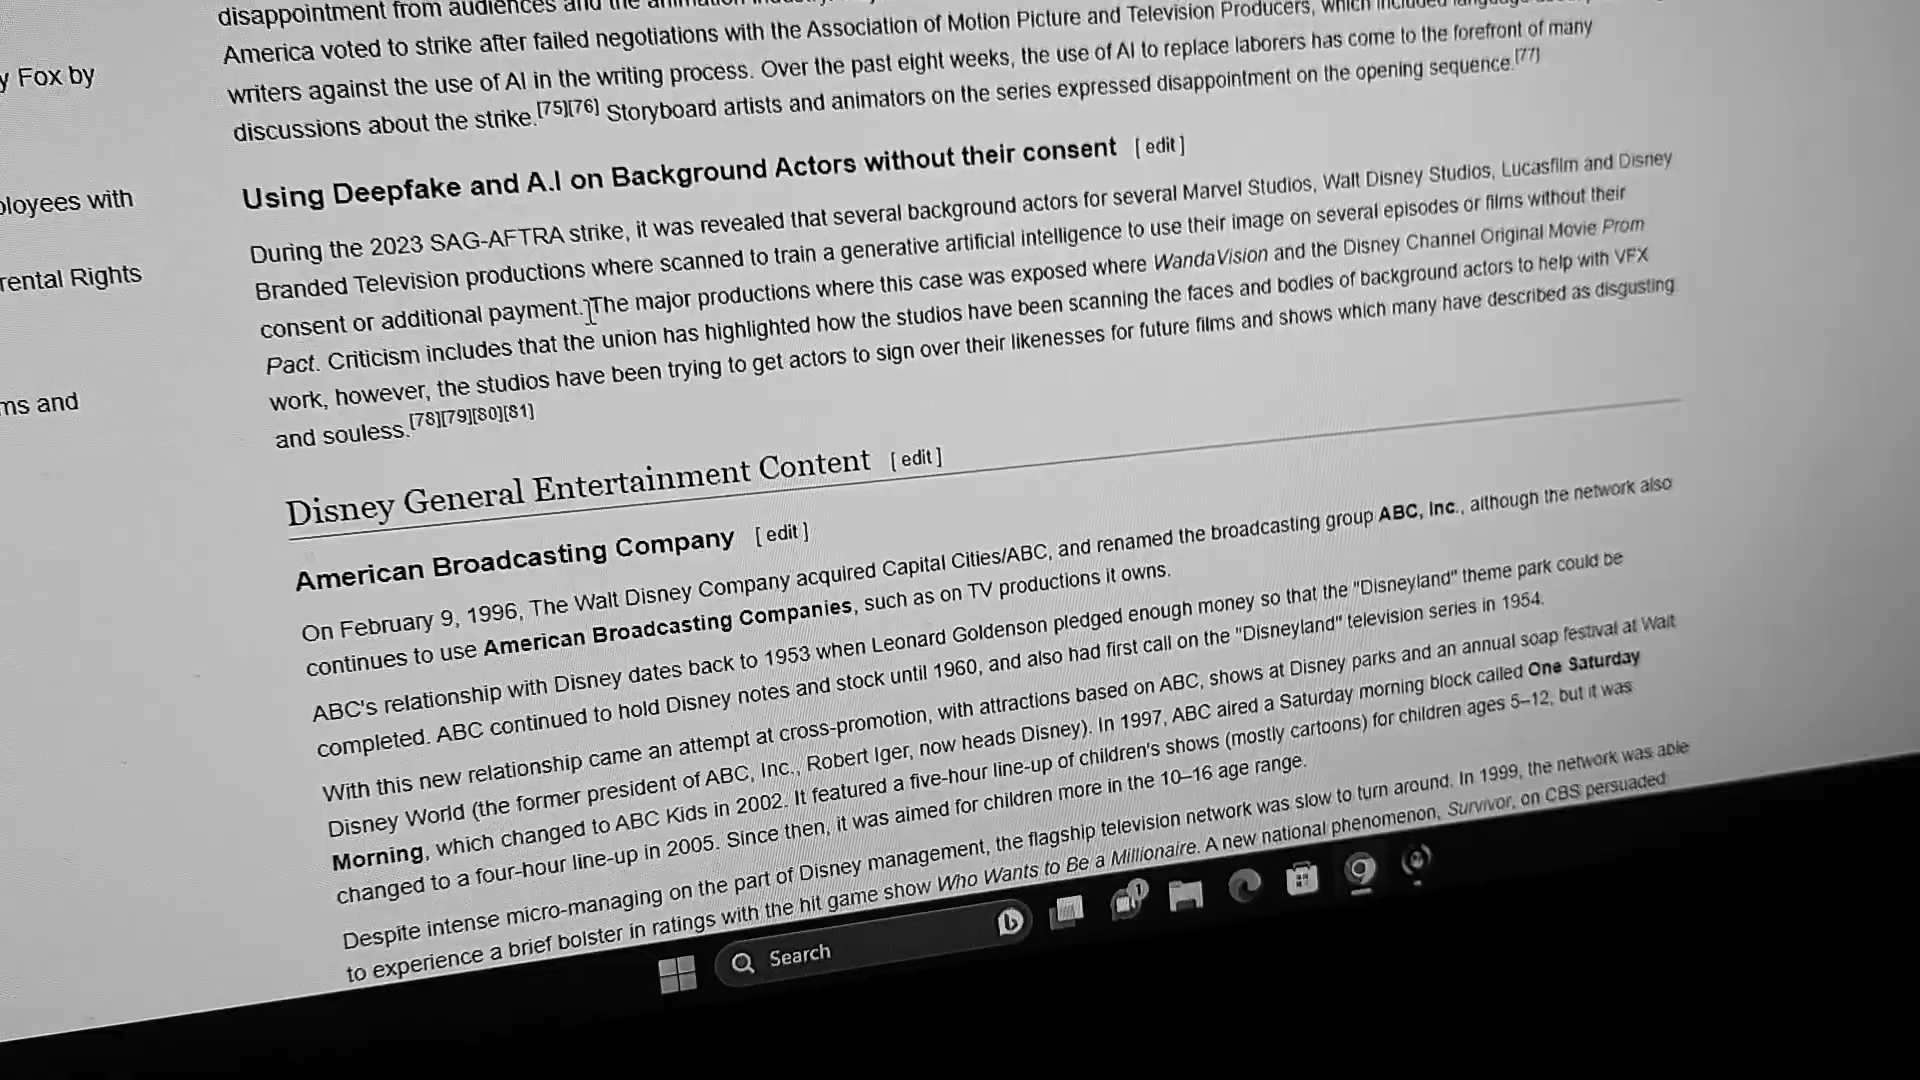 disappointment from audiences and the animation
America voted to strike after failed negotiations with the Association of Motion Picture and Television Producers, which included
writers against the use of AI in the writing process. Over the past eight weeks, the use of AI to replace laborers has come to the forefront of many
discussions about the strike.[75][76] Storyboard artists and animators on the series expressed disappointment on the opening sequence.[77]
y Fox by
ployees with
rental Rights
ms and
Using Deepfake and A.I on Background Actors without their consent [ edit ]
During the 2023 SAG-AFTRA strike, it was revealed that several background actors for several Marvel Studios, Walt Disney Studios, Lucasfilm and Disney
Branded Television productions where scanned to train a generative artificial intelligence to use their image on several episodes or films without their
consent or additional payment. The major productions where this case was exposed where WandaVision and the Disney Channel Original Movie Prom
Pact. Criticism includes that the union has highlighted how the studios have been scanning the faces and bodies of background actors to help with VFX
work, however, the studios have been trying to get actors to sign over their likenesses for future films and shows which many have described as disgusting
and souless.[78][79][80][81]
Disney General Entertainment Content [ edit ]
American Broadcasting Company [ edit ]
On February 9, 1996, The Walt Disney Company acquired Capital Cities/ABC, and renamed the broadcasting group ABC, Inc., although the network also
continues to use American Broadcasting Companies, such as on TV productions it owns.
ABC's relationship with Disney dates back to 1953 when Leonard Goldenson pledged enough money so that the "Disneyland" theme park could be
completed. ABC continued to hold Disney notes and stock until 1960, and also had first call on the "Disneyland" television series in 1954.
With this new relationship came an attempt at cross-promotion, with attractions based on ABC, shows at Disney parks and an annual soap festival at Walt
Disney World (the former president of ABC, Inc., Robert Iger, now heads Disney). In 1997, ABC aired a Saturday morning block called One Saturday
Morning, which changed to ABC Kids in 2002. It featured a five-hour line-up of children's shows (mostly cartoons) for children ages 5–12, but it was
changed to a four-hour line-up in 2005. Since then, it was aimed for children more in the 10–16 age range.
Despite intense micro-managing on the part of Disney management, the flagship television network was slow to turn around. In 1999, the network was able
to experience a brief bolster in ratings with the hit game show Who Wants to Be a Millionaire. A new national phenomenon, Survivor, on CBS persuaded
Search
1